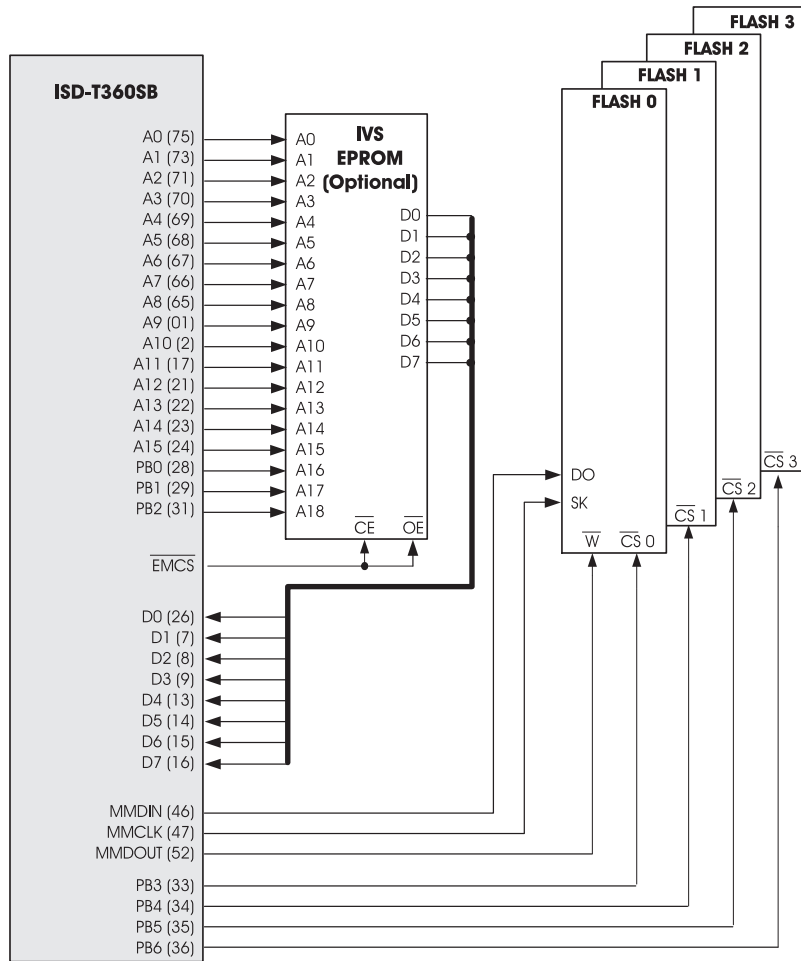 FLASH 3
FLASH 2
FLASH 1
FLASH 0
ISD-T360SB
IVS
EPROM
(Optional)
A0 (75)
A1 (73)
A2 (71)
A3 (70)
A4 (69)
A5 (68)
A6 (67)
A7 (66)
A8 (65)
A9 (01)
A10 (2)
A11 (17)
A12 (21)
A13 (22)
A14 (23)
A15 (24)
PB0 (28)
PB1 (29)
PB2 (31)
EMCS
D0 (26)
D1 (7)
D2 (8)
D3 (9)
D4 (13)
D5 (14)
D6 (15)
D7 (16)
MMDIN (46)
MMCLK (47)
MMDOUT (52)
PB3 (33)
PB4 (34)
PB5 (35)
PB6 (36)
A0
A1
A2
A3
A4
A5
A6
A7
A8
A9
A10
A11
A12
A13
A14
A15
A16
A17
A18
D0
D1
D2
D3
D4
D5
D6
D7
CE
OE
DO
SK
W
CS 0
CS 1
CS 2
CS 3